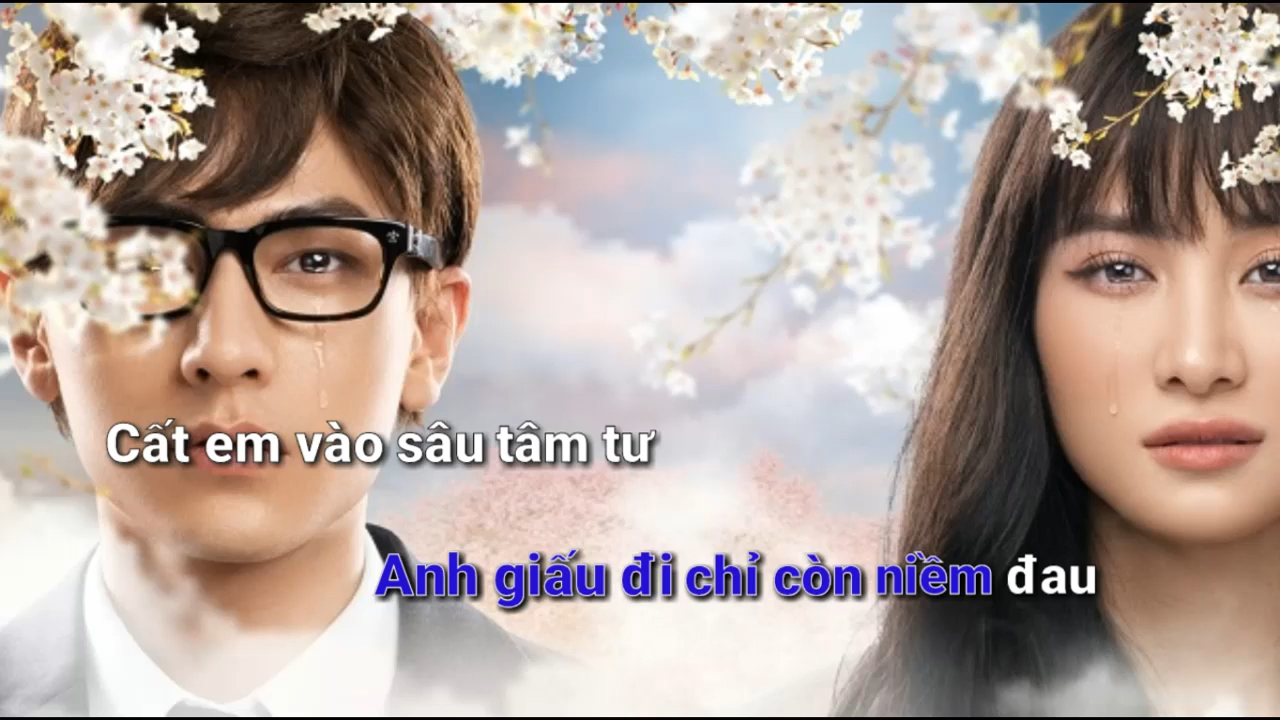 Cất em vào sâu tâm tư
Anh giấu đi chỉ còn niềm đau